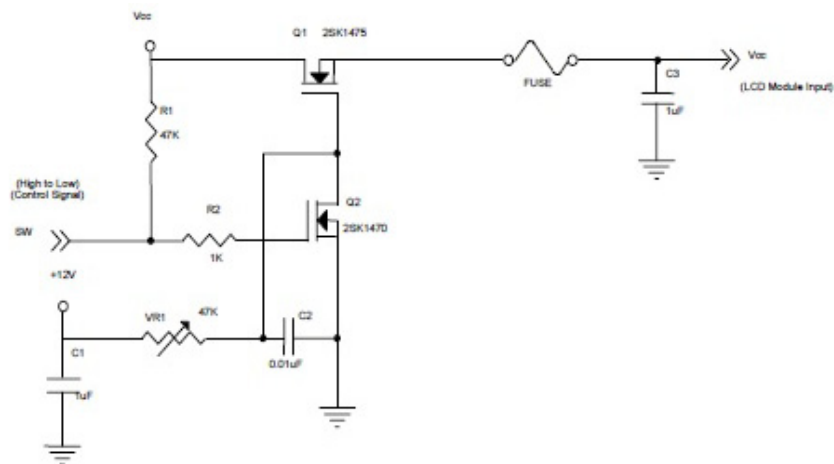 Vcc
Q1 2SK1475
R1
47K
FUSE
C3
1uF
Vcc
(LCD Module Input)
(High to Low)
(Control Signal)
SW
R2
1K
Q2
2SK1470
+12V
VR1
47K
C1
1uF
C2
0.01uF